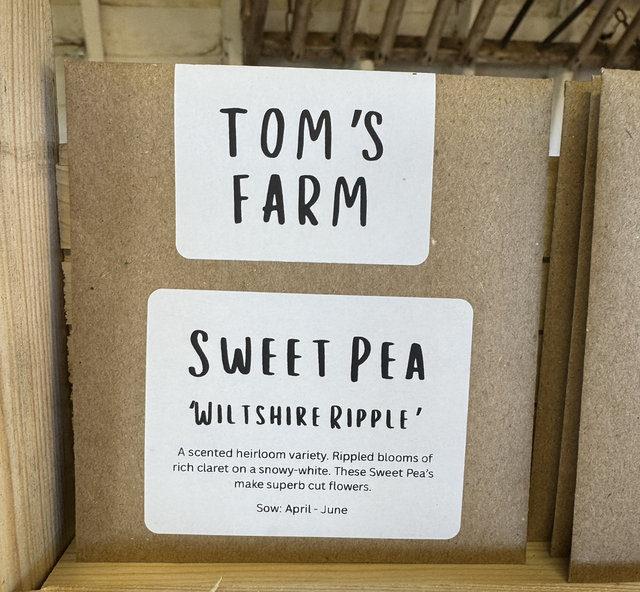 TOM'S
FARM
SWEET PEA
'WILTSHIRE RIPPLE'
A scented heirloom variety. Rippled blooms of
rich claret on a snowy-white. These Sweet Pea's
make superb cut flowers.
Sow: April - June